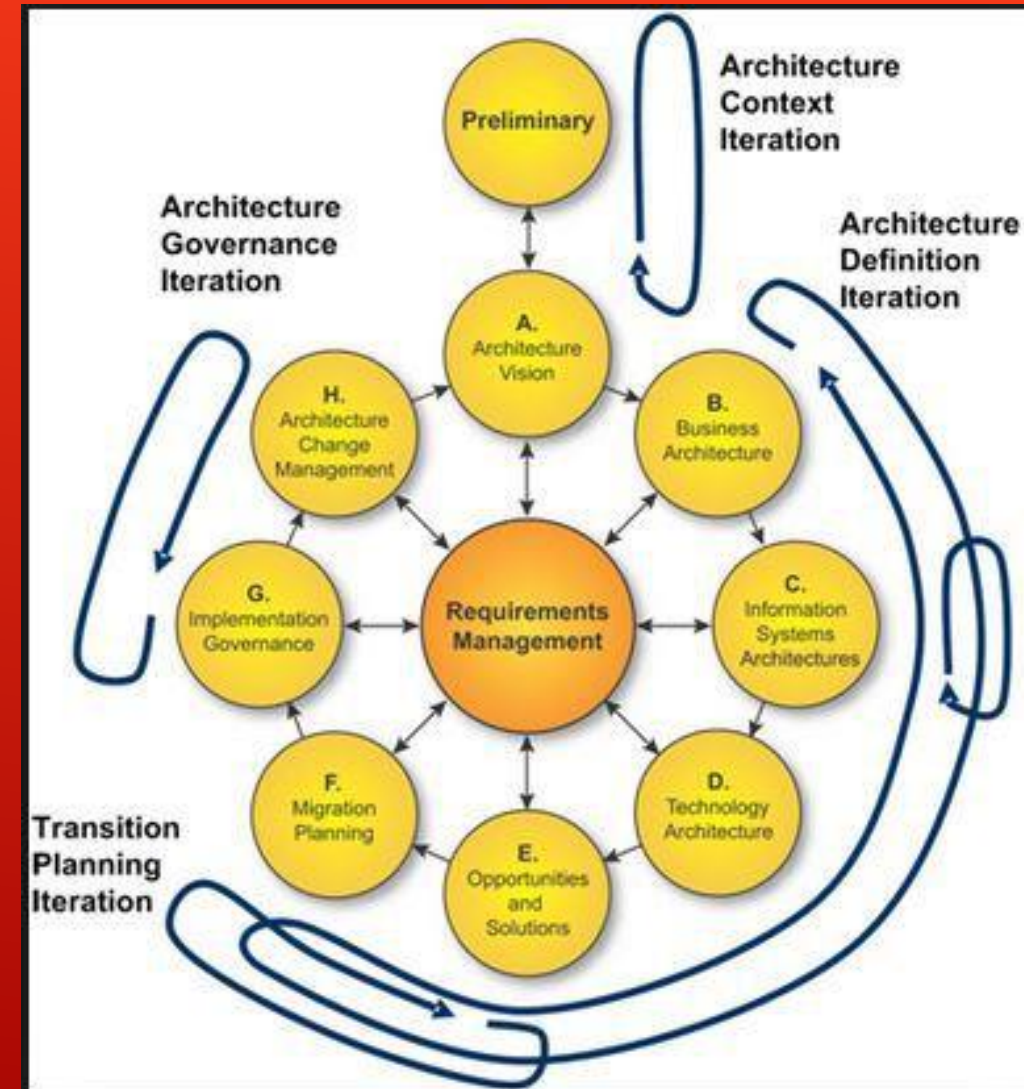 Preliminary
Architecture
Context
Iteration
Architecture
Governance
Iteration
Architecture
Definition
Iteration
A.
Architecture
Vision
H.
Architecture
Change
Management
B.
Business
Architecture
G.
Implementation
Governance
Requirements
Management
C.
Information
Systems
Architectures
F.
Migration
Planning
D.
Technology
Architecture
Transition
Planning
Iteration
E.
Opportunities
and
Solutions